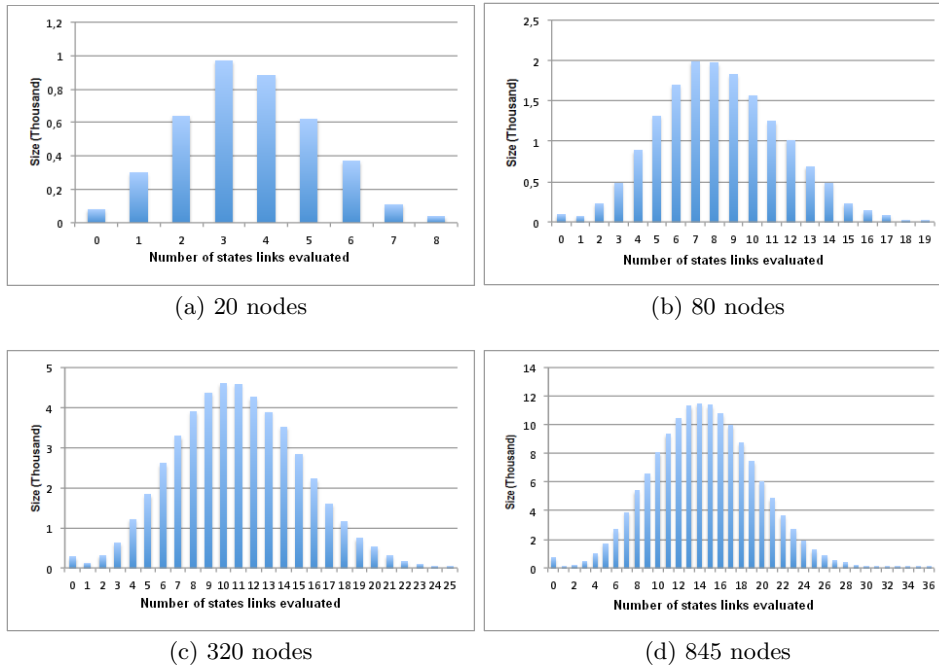 1,2
1
0,8
0,6
0,4
0,2
0
Size (Thousand)
0 1 2 3 4 5 6 7 8
Number of states links evaluated
(a) 20 nodes
2,5
2
1,5
1
0,5
0
Size (Thousand)
0 1 2 3 4 5 6 7 8 9 10 11 12 13 14 15 16 17 18 19
Number of states links evaluated
(b) 80 nodes
5
4
3
2
1
0
Size (Thousand)
0 1 2 3 4 5 6 7 8 9 10 11 12 13 14 15 16 17 18 19 20 21 22 23 24 25
Number of states links evaluated
(c) 320 nodes
14
12
10
8
6
4
2
0
Size (Thousand)
0 2 4 6 8 10 12 14 16 18 20 22 24 26 28 30 32 34 36
Number of states links evaluated
(d) 845 nodes